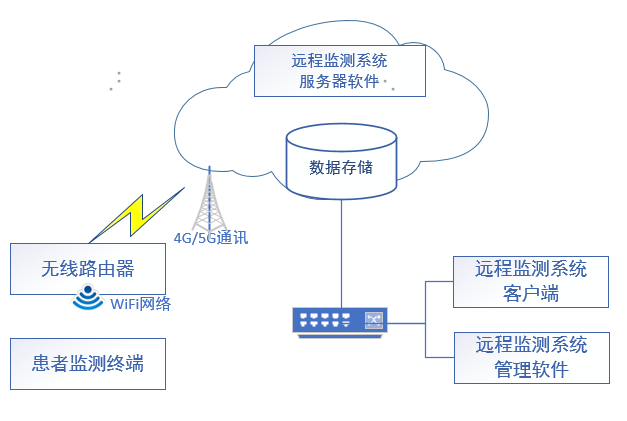 远程监测系统
服务器软件
数据存储
4G/5G通讯
无线路由器
WiFi网络
患者监测终端
远程监测系统
客户端
远程监测系统
管理软件